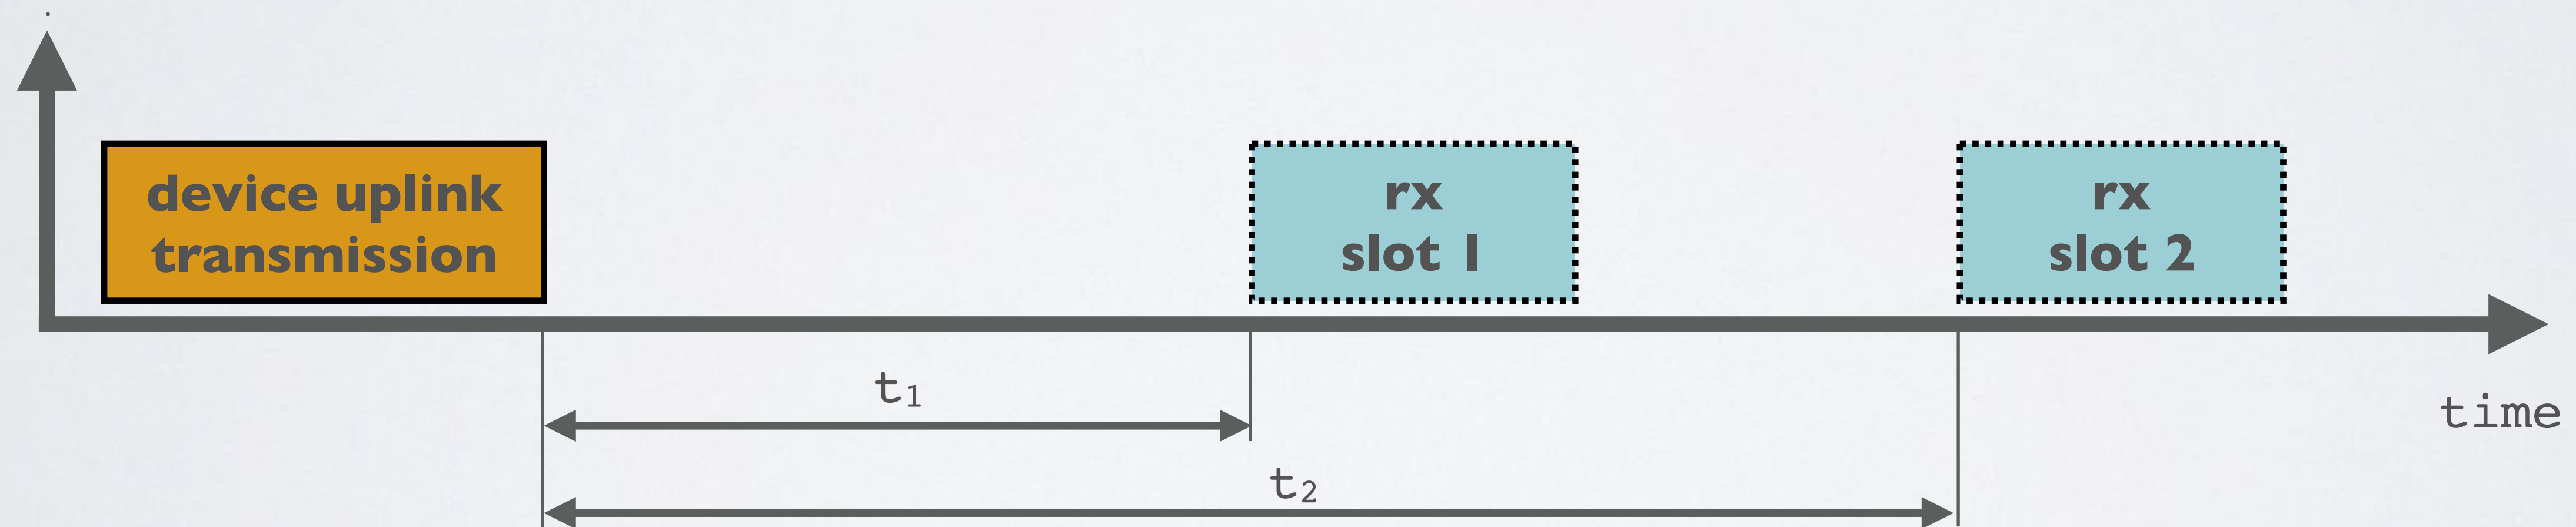 device uplink
transmission
rx
slot 1
rx
slot 2
t₁
time
t₂